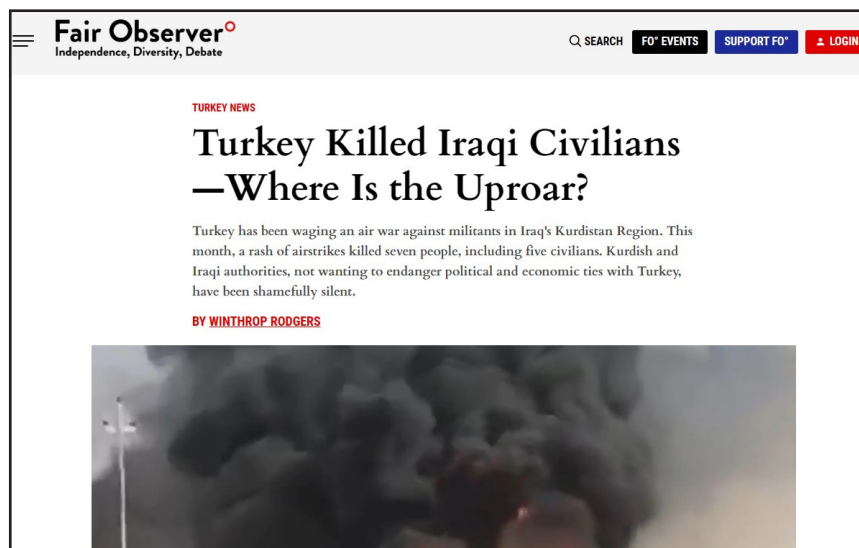 Fair Observer°
Independence, Diversity, Debate
SEARCH
FO° EVENTS
SUPPORT FO°
LOGIN
TURKEY NEWS
Turkey Killed Iraqi Civilians
—Where Is the Uproar?
Turkey has been waging an air war against militants in Iraq's Kurdistan Region. This
month, a rash of airstrikes killed seven people, including five civilians. Kurdish and
Iraqi authorities, not wanting to endanger political and economic ties with Turkey,
have been shamefully silent.
BY WINTHROP RODGERS